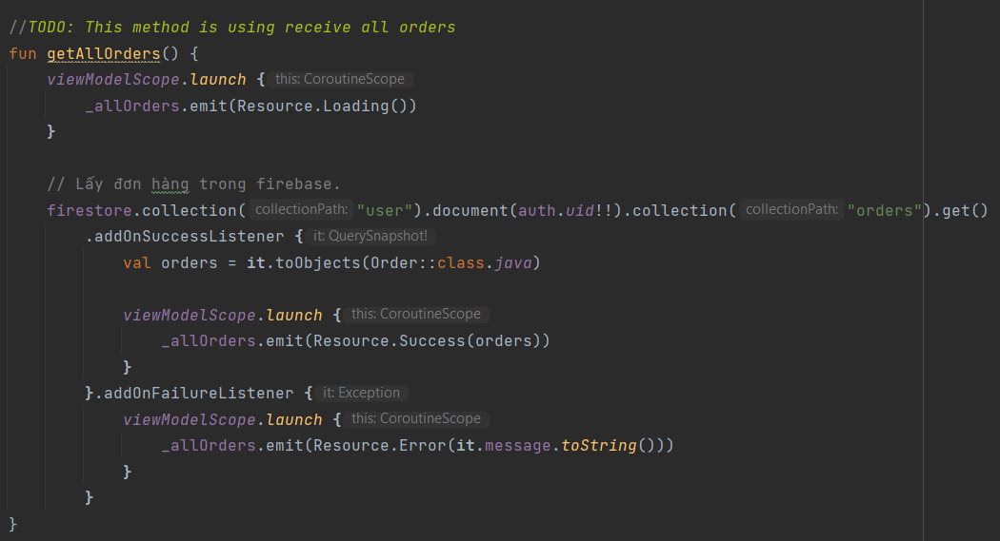 //TODO: This method is using receive all orders
fun getAllOrders() {
viewModelScope.launch { this: CoroutineScope
_allOrders.emit(Resource.Loading())
}
// Lấy đơn hàng trong firebase.
firestore.collection( collectionPath: "user").document(auth.uid!!).collection( collectionPath: "orders").get()
.addOnSuccessListener { it: QuerySnapshot!
val orders = it.toObjects(Order::class.java)
viewModelScope.launch { this: CoroutineScope
_allOrders.emit(Resource.Success(orders))
}
}.addOnFailureListener { it: Exception
viewModelScope.launch { this: CoroutineScope
_allOrders.emit(Resource.Error(it.message.toString()))
}
}
}